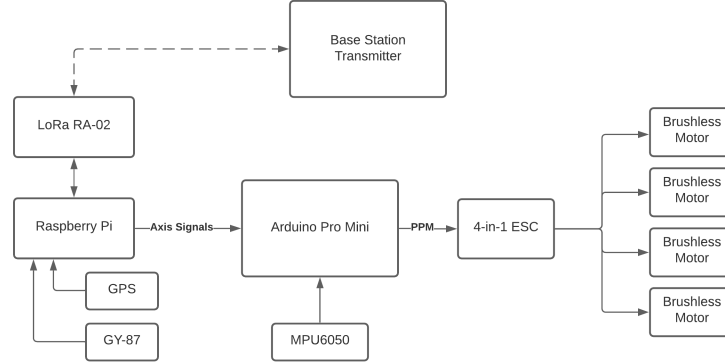 Base Station
Transmitter
LoRa RA-02
Brushless
Motor
Brushless
Motor
Raspberry Pi
Axis Signals
Arduino Pro Mini
PPM
4-in-1 ESC
Brushless
Motor
GPS
Brushless
Motor
GY-87
MPU6050